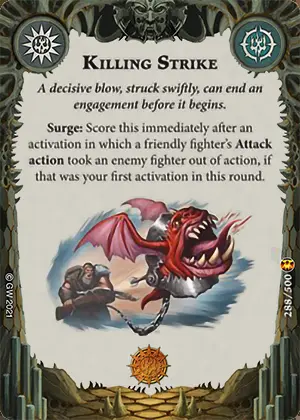 KILLING STRIKE
A decisive blow, struck swiftly, can end an
engagement before it begins.
Surge: Score this immediately after an
activation in which a friendly fighter's Attack
action took an enemy fighter out of action, if
that was your first activation in this round.
© GW 2021
288/500